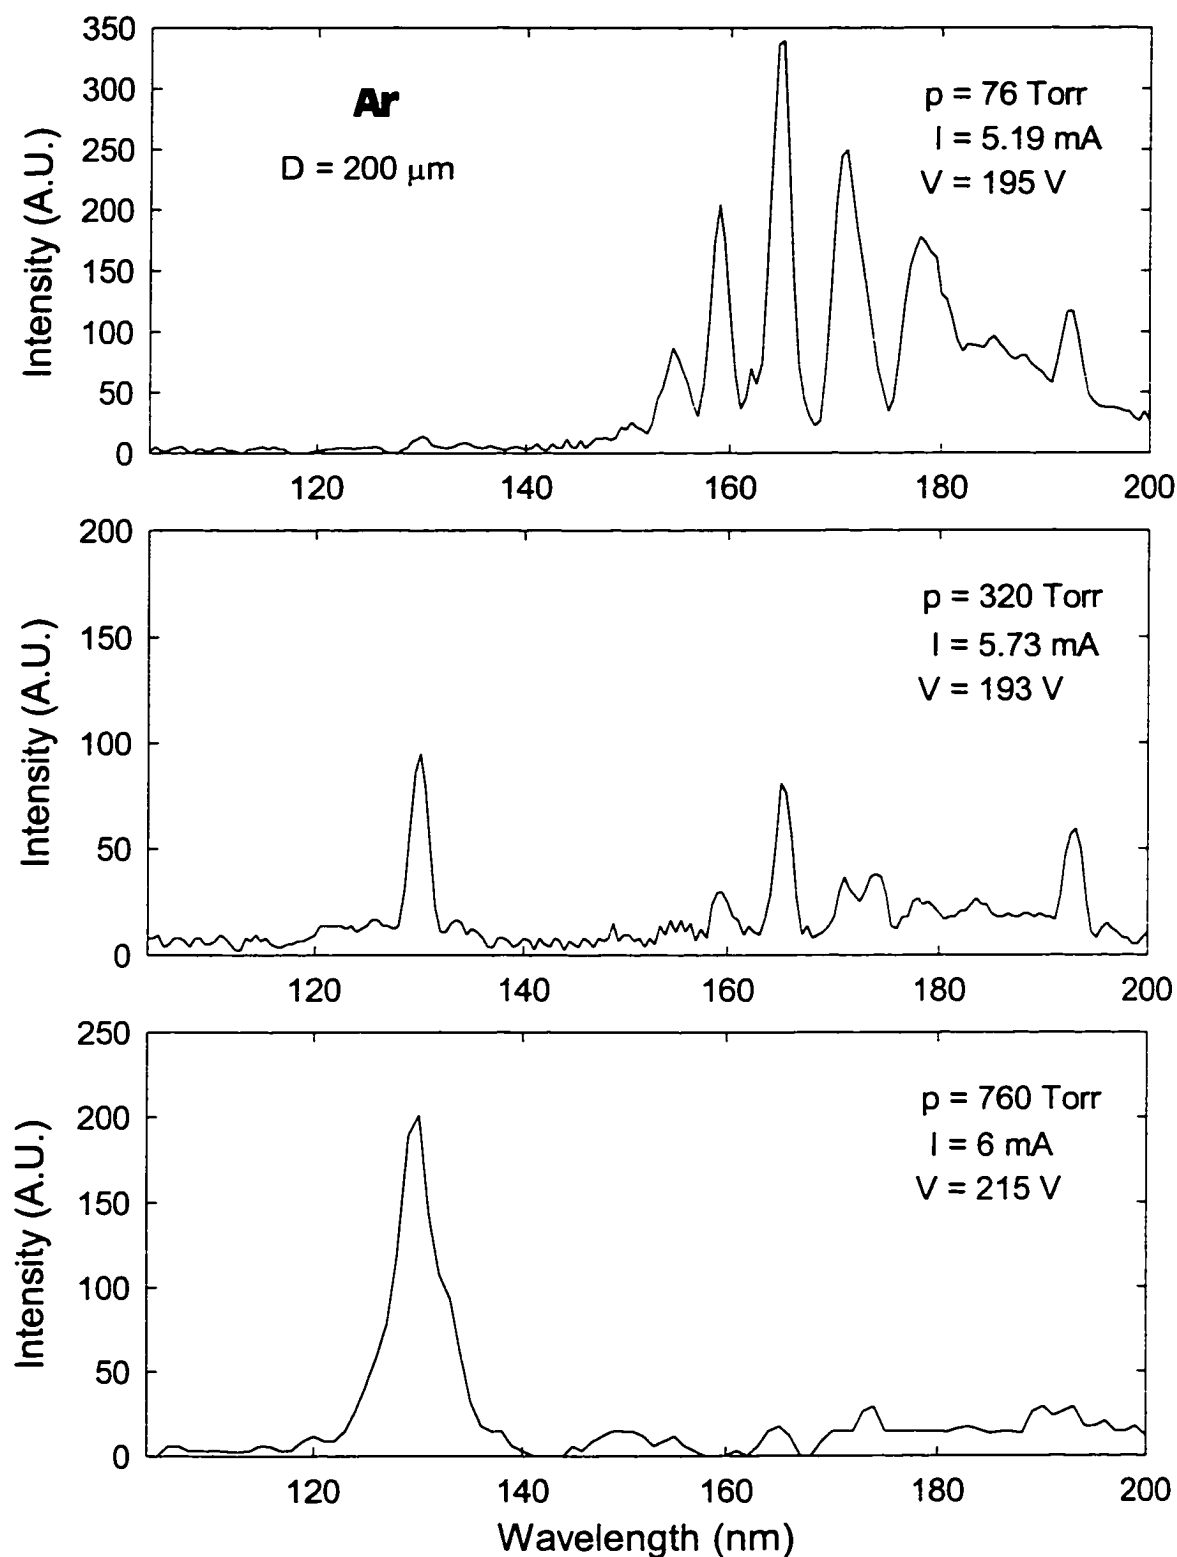 350
300
250
200
150
100
50
0
Intensity (A.U.)
Ar
D = 200 μm
p = 76 Torr
I = 5.19 mA
V = 195 V
120 140 160 180 200
200
150
100
50
0
Intensity (A.U.)
p = 320 Torr
I = 5.73 mA
V = 193 V
120 140 160 180 200
250
200
150
100
50
0
Intensity (A.U.)
p = 760 Torr
I = 6 mA
V = 215 V
120 140 160 180 200
Wavelength (nm)